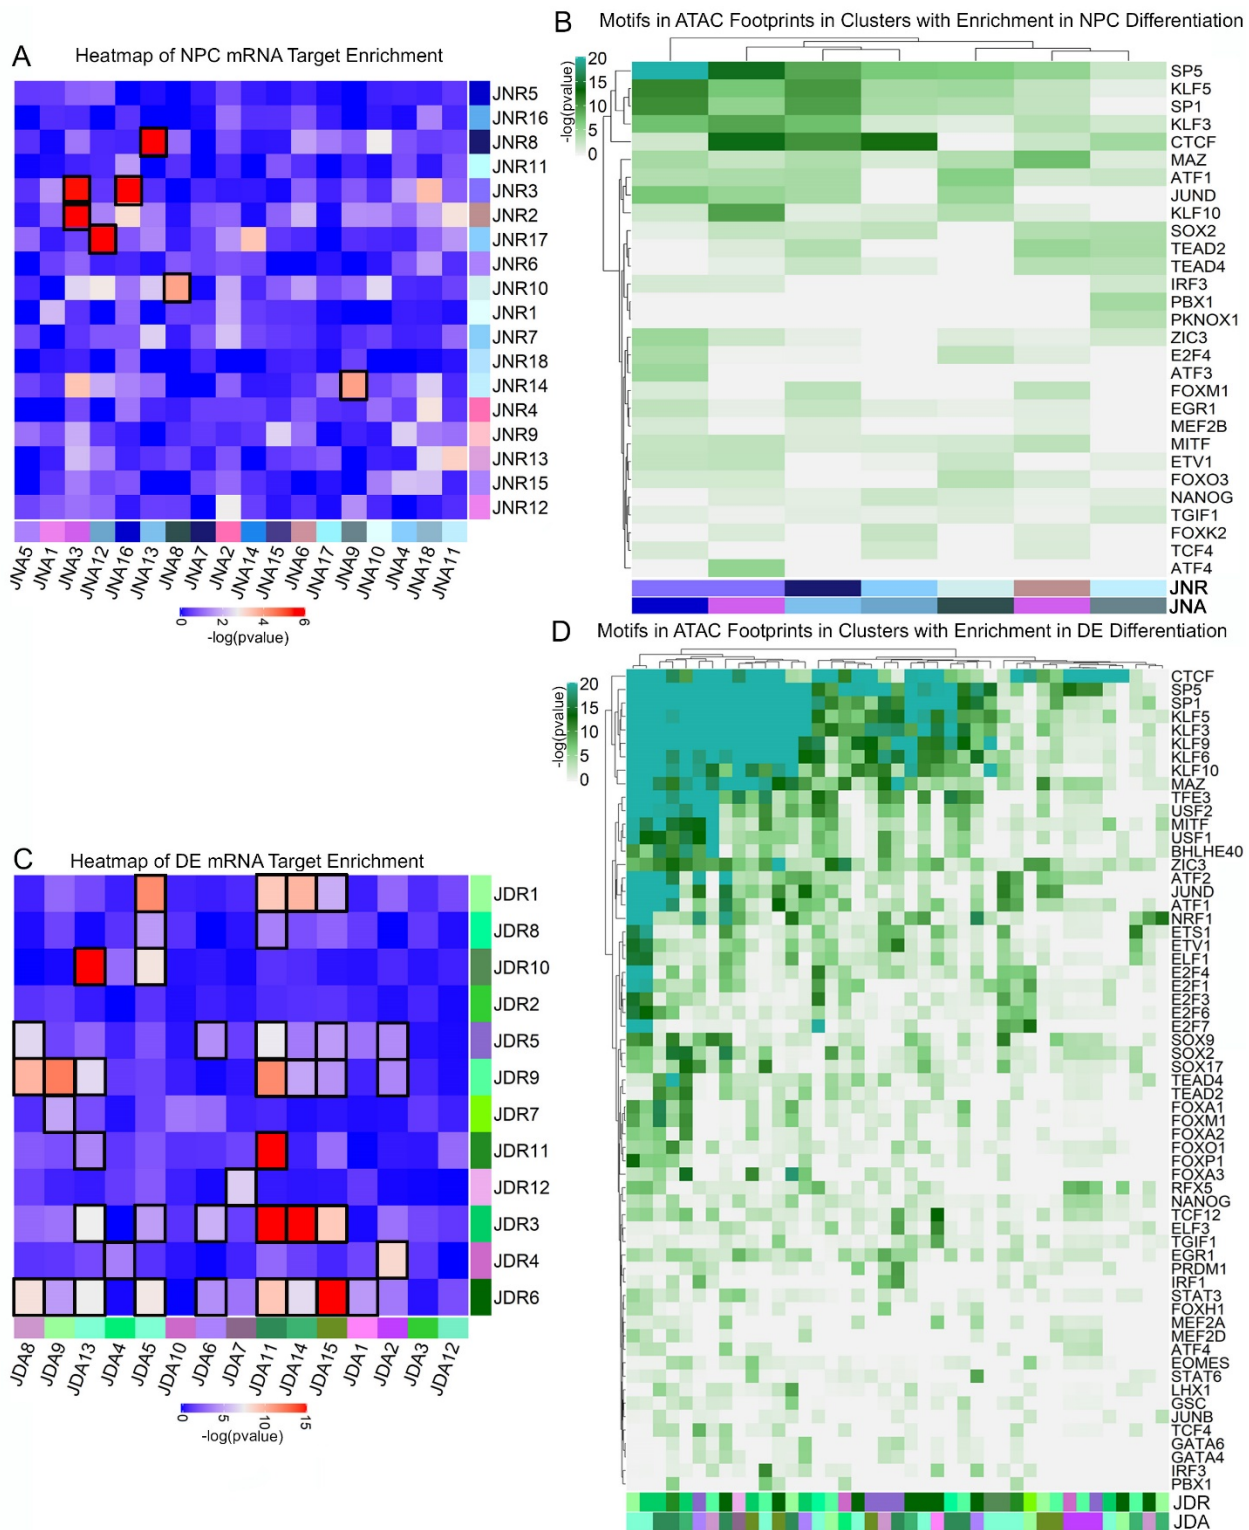 A
Heatmap of NPC mRNA Target Enrichment
JNR5
JNR16
JNR8
JNR11
JNR3
JNR2
JNR17
JNR6
JNR10
JNR1
JNR7
JNR18
JNR14
JNR4
JNR9
JNR13
JNR15
JNR12
JNA5
JNA1
JNA3
JNA12
JNA16
JNA13
JNA8
JNA7
JNA2
JNA14
JNA15
JNA6
JNA17
JNA9
JNA10
JNA4
JNA18
JNA11
0 2 4 6
-log(pvalue)
B
Motifs in ATAC Footprints in Clusters with Enrichment in NPC Differentiation
20
15
10
5
0
-log(pvalue)
SP5
KLF5
SP1
KLF3
CTCF
MAZ
ATF1
JUND
KLF10
SOX2
TEAD2
TEAD4
IRF3
PBX1
PKNOX1
ZIC3
E2F4
ATF3
FOXM1
EGR1
MEF2B
MITF
ETV1
FOXO3
NANOG
TGIF1
FOXK2
TCF4
ATF4
JNR
JNA
C
Heatmap of DE mRNA Target Enrichment
JDR1
JDR8
JDR10
JDR2
JDR5
JDR9
JDR7
JDR11
JDR12
JDR3
JDR4
JDR6
JDA8
JDA9
JDA13
JDA4
JDA5
JDA10
JDA6
JDA7
JDA11
JDA14
JDA15
JDA1
JDA2
JDA3
JDA12
0 5 10 15
-log(pvalue)
D
Motifs in ATAC Footprints in Clusters with Enrichment in DE Differentiation
20
15
10
5
0
-log(pvalue)
CTCF
SP5
SP1
KLF5
KLF3
KLF9
KLF6
KLF10
MAZ
TFE3
USF2
MITF
USF1
BHLHE40
ZIC3
ATF2
JUND
ATF1
NRF1
ETS1
ETV1
ELF1
E2F4
E2F1
E2F3
E2F6
E2F7
SOX9
SOX2
SOX17
TEAD4
TEAD2
FOXA1
FOXM1
FOXA2
FOXO1
FOXP1
FOXA3
RFX5
NANOG
TCF12
ELF3
TGIF1
EGR1
PRDM1
IRF1
STAT3
FOXH1
MEF2A
MEF2D
ATF4
EOMES
STAT6
LHX1
GSC
JUNB
TCF4
GATA6
GATA4
IRF3
PBX1
JDR
JDA